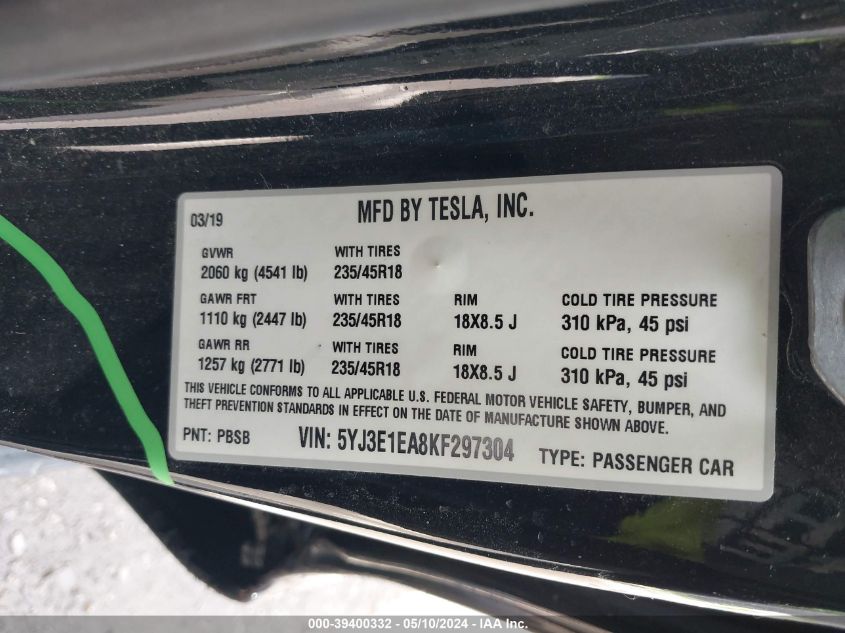 03/19 MFD BY TESLA, INC.
GVWR WITH TIRES
2060 kg (4541 lb) 235/45R18
GAWR FRT WITH TIRES RIM COLD TIRE PRESSURE
1110 kg (2447 lb) 235/45R18 18X8.5 J 310 kPa, 45 psi
GAWR RR WITH TIRES RIM COLD TIRE PRESSURE
1257 kg (2771 lb) 235/45R18 18X8.5 J 310 kPa, 45 psi
THIS VEHICLE CONFORMS TO ALL APPLICABLE U.S. FEDERAL MOTOR VEHICLE SAFETY, BUMPER, AND
THEFT PREVENTION STANDARDS IN EFFECT ON THE DATE OF MANUFACTURE SHOWN ABOVE.
PNT: PBSB VIN: 5YJ3E1EA8KF297304 TYPE: PASSENGER CAR
000-39400332 - 05/10/2024 - IAA Inc.